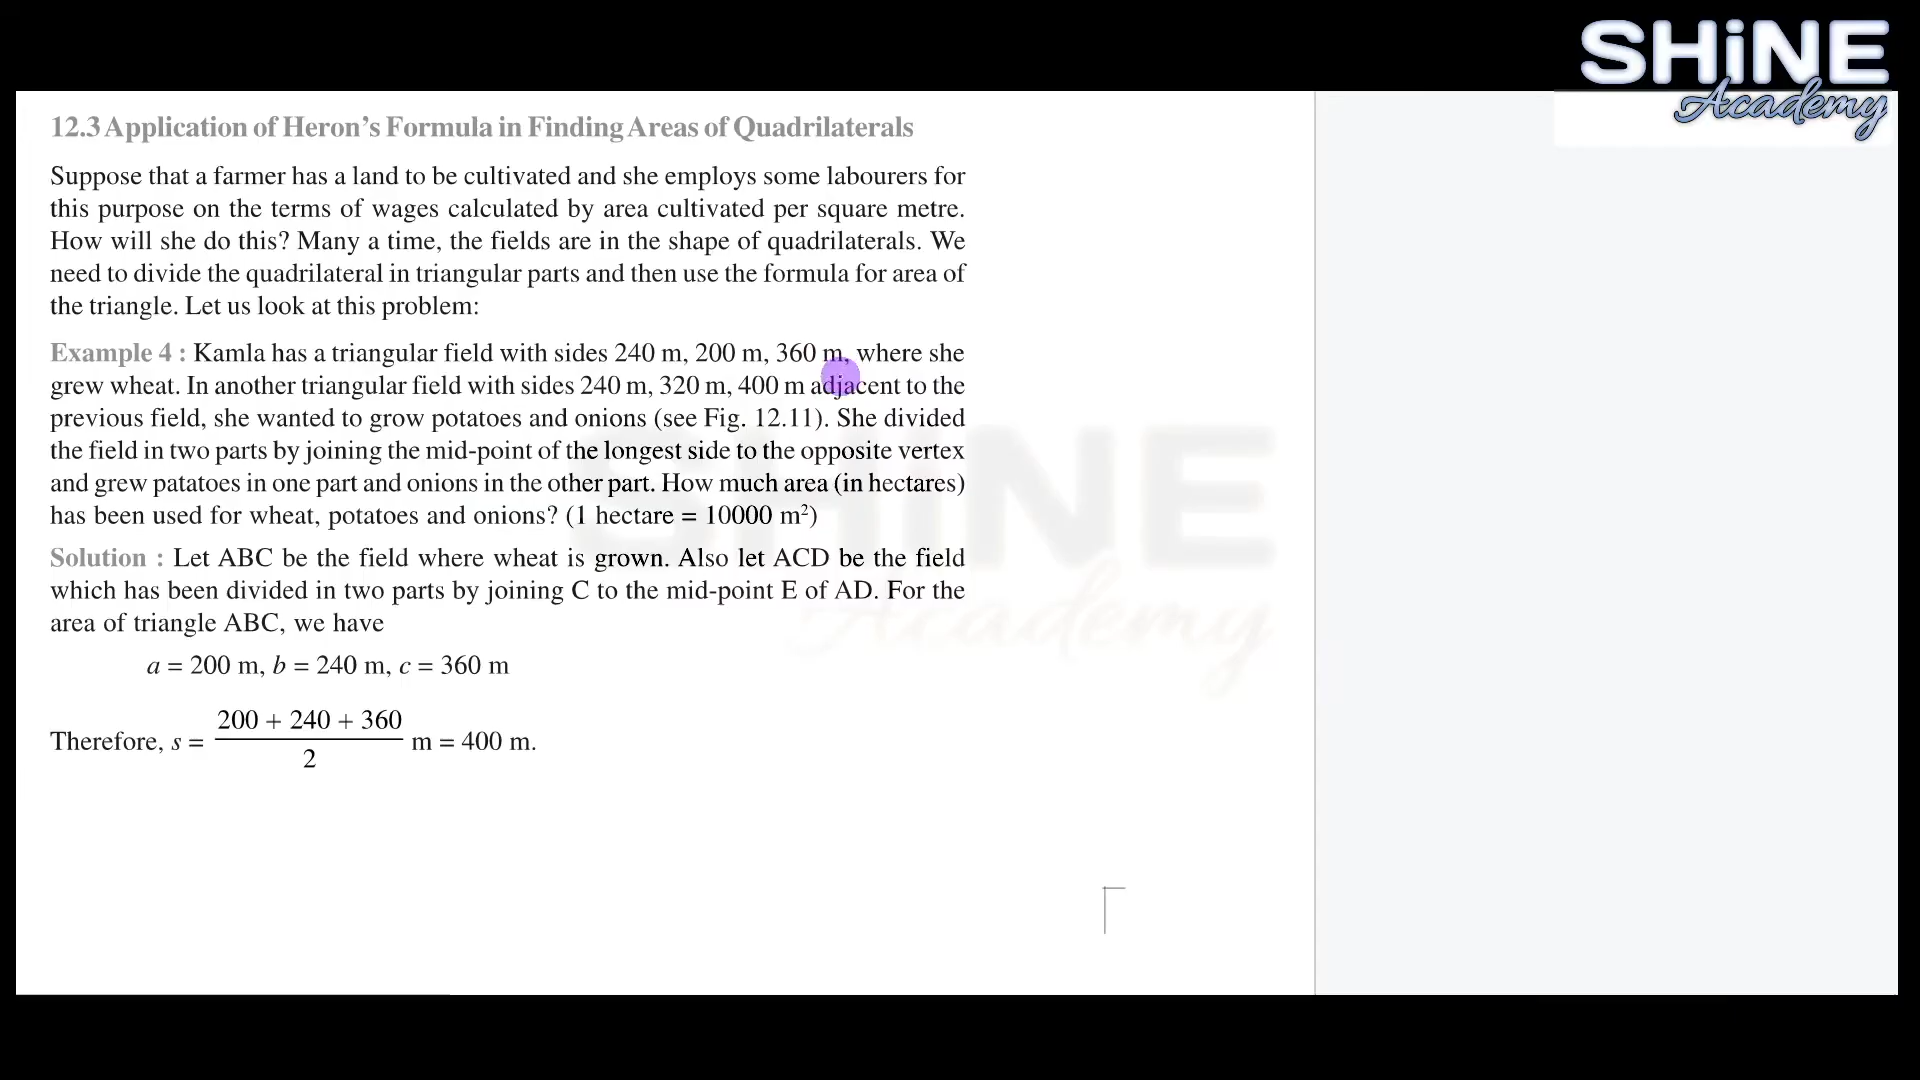 SHiNE
Academy
12.3 Application of Heron’s Formula in Finding Areas of Quadrilaterals
Suppose that a farmer has a land to be cultivated and she employs some labourers for
this purpose on the terms of wages calculated by area cultivated per square metre.
How will she do this? Many a time, the fields are in the shape of quadrilaterals. We
need to divide the quadrilateral in triangular parts and then use the formula for area of
the triangle. Let us look at this problem:
Example 4 : Kamla has a triangular field with sides 240 m, 200 m, 360 m, where she
grew wheat. In another triangular field with sides 240 m, 320 m, 400 m adjacent to the
previous field, she wanted to grow potatoes and onions (see Fig. 12.11). She divided
the field in two parts by joining the mid-point of the longest side to the opposite vertex
and grew patatoes in one part and onions in the other part. How much area (in hectares)
has been used for wheat, potatoes and onions? (1 hectare = 10000 m²)
Solution : Let ABC be the field where wheat is grown. Also let ACD be the field
which has been divided in two parts by joining C to the mid-point E of AD. For the
area of triangle ABC, we have
a = 200 m, b = 240 m, c = 360 m
Therefore, s = (200 + 240 + 360)/2 m = 400 m.
SHiNE
Academy